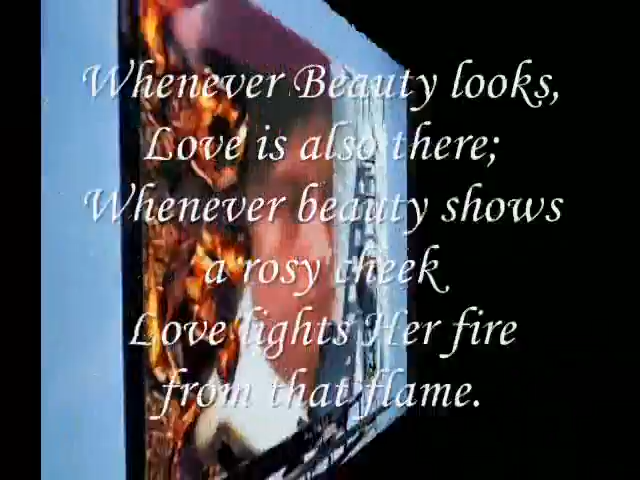 Whenever Beauty looks,
Love is also there;
Whenever beauty shows
a rosy cheek
Love lights Her fire
from that flame.